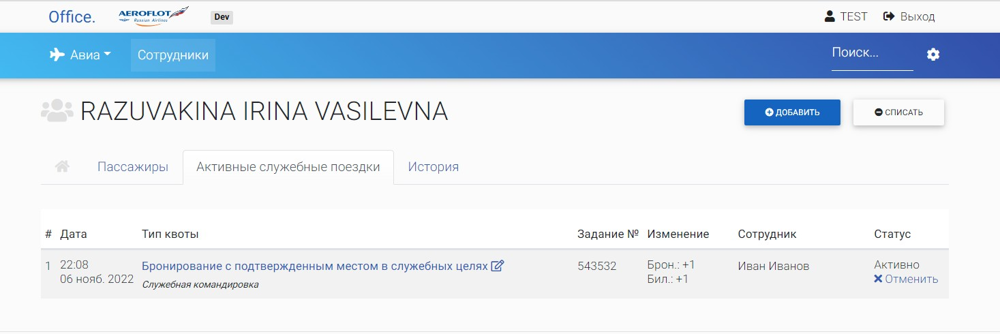 Office.
AEROFLOT
Russian Airlines
Dev
TEST
Выход
Авиа
Сотрудники
Поиск...
RAZUVAKINA IRINA VASILEVNA
ДОБАВИТЬ
СПИСАТЬ
Пассажиры
Активные служебные поездки
История
# Дата Тип квоты Задание № Изменение Сотрудник Статус
1 22:08 Бронирование с подтвержденным местом в служебных целях 543532 Брон.: +1 Иван Иванов Активно
06 нояб. 2022 Служебная командировка Бил.: +1 Отменить